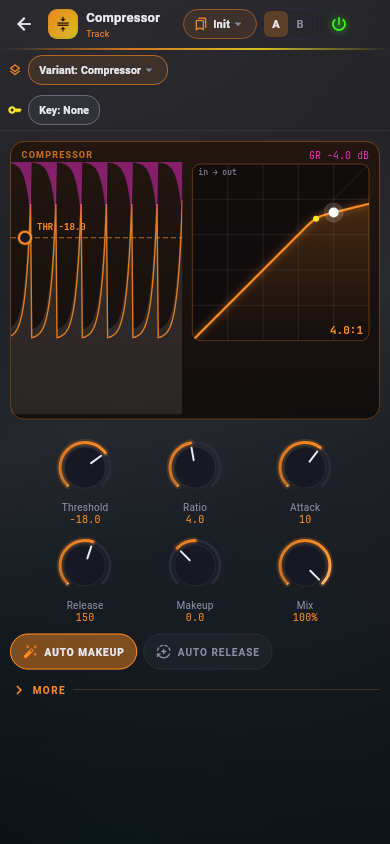 Compressor
Track
Init
A
B
Variant: Compressor
Key: None
COMPRESSOR
GR -4.0 dB
in → out
THR -18.0
4.0:1
Threshold
-18.0
Ratio
4.0
Attack
10
Release
150
Makeup
0.0
Mix
100%
AUTO MAKEUP
AUTO RELEASE
MORE